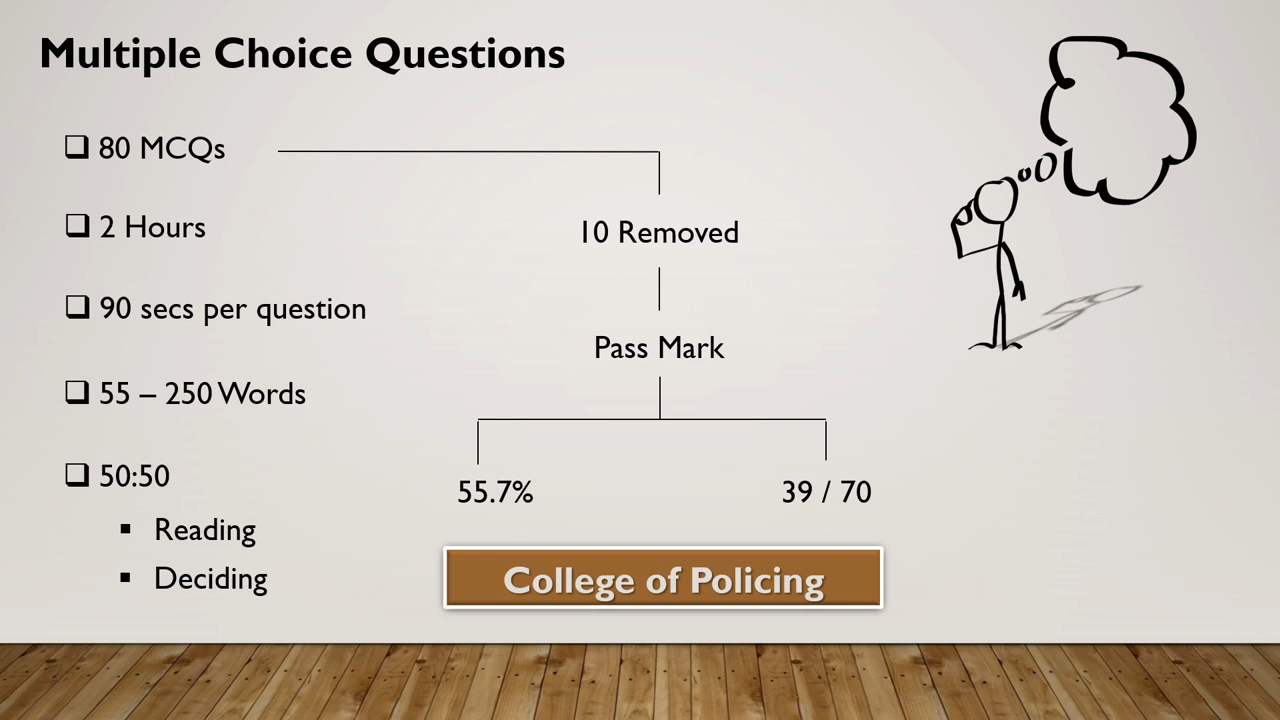 Multiple Choice Questions
80 MCQs
2 Hours
90 secs per question
55 – 250 Words
50:50
Reading
Deciding
10 Removed
Pass Mark
55.7%
39 / 70
College of Policing